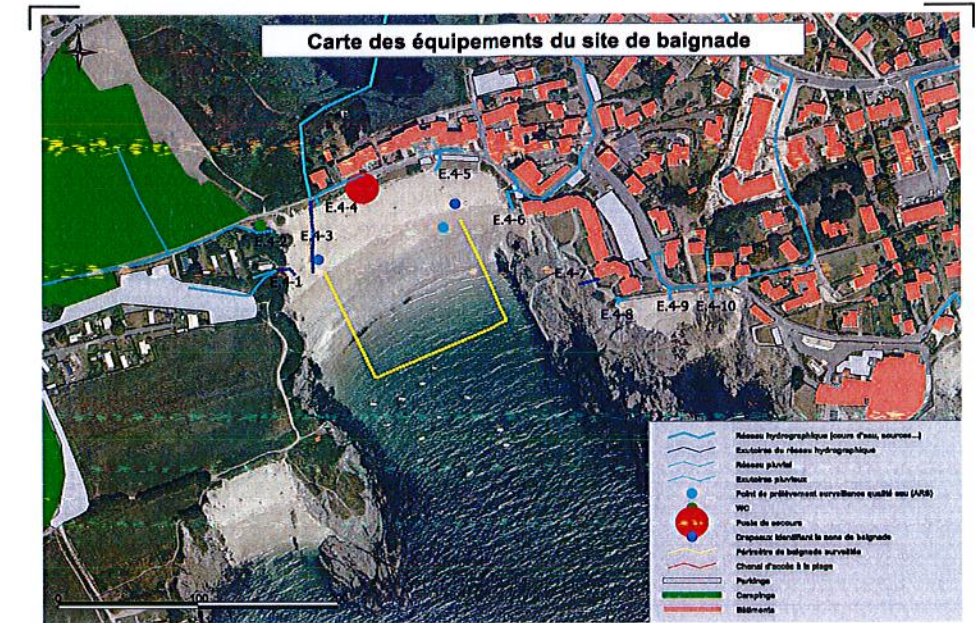 Carte des équipements du site de baignade
E.4-5
E.4-4
E.4-6
E.4-2
E.4-3
E.4-7
E.4-1
E.4-8
E.4-9
E.4-10
Réseau hydrographique (cours d'eau, sources...)
Exutoires du réseau hydrographique
Réseau pluvial
Exutoires pluviaux
Point de prélèvement surveillance qualité eau (ARS)
WC
Poste de secours
Drapeaux identifiant la zone de baignade
Périmètre de baignade surveillée
Chenal d'accès à la plage
Parkings
Campings
Bâtiments
0
100